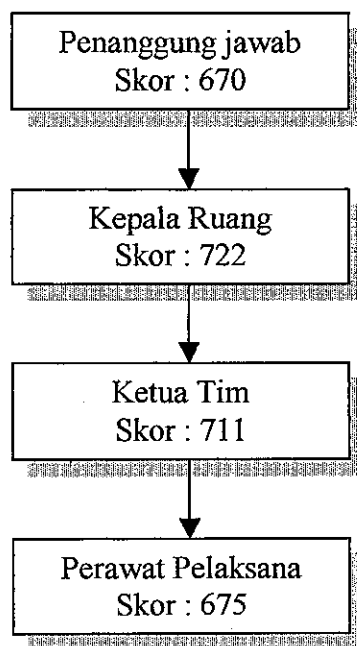 Penanggung jawab
Skor : 670
Kepala Ruang
Skor : 722
Ketua Tim
Skor : 711
Perawat Pelaksana
Skor : 675